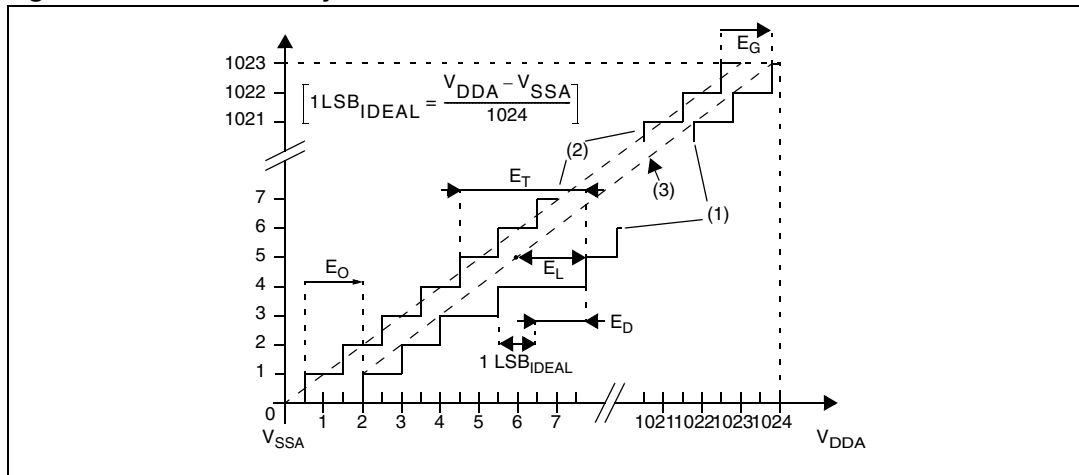 E_G
1023
1022
1021
[1LSB_IDEAL = (V_DDA – V_SSA) / 1024]
(2)
(3)
(1)
E_T
7
6
5
4
3
2
1
0
E_O
E_L
E_D
1 LSB_IDEAL
1 2 3 4 5 6 7 1021 1022 1023 1024
V_SSA V_DDA